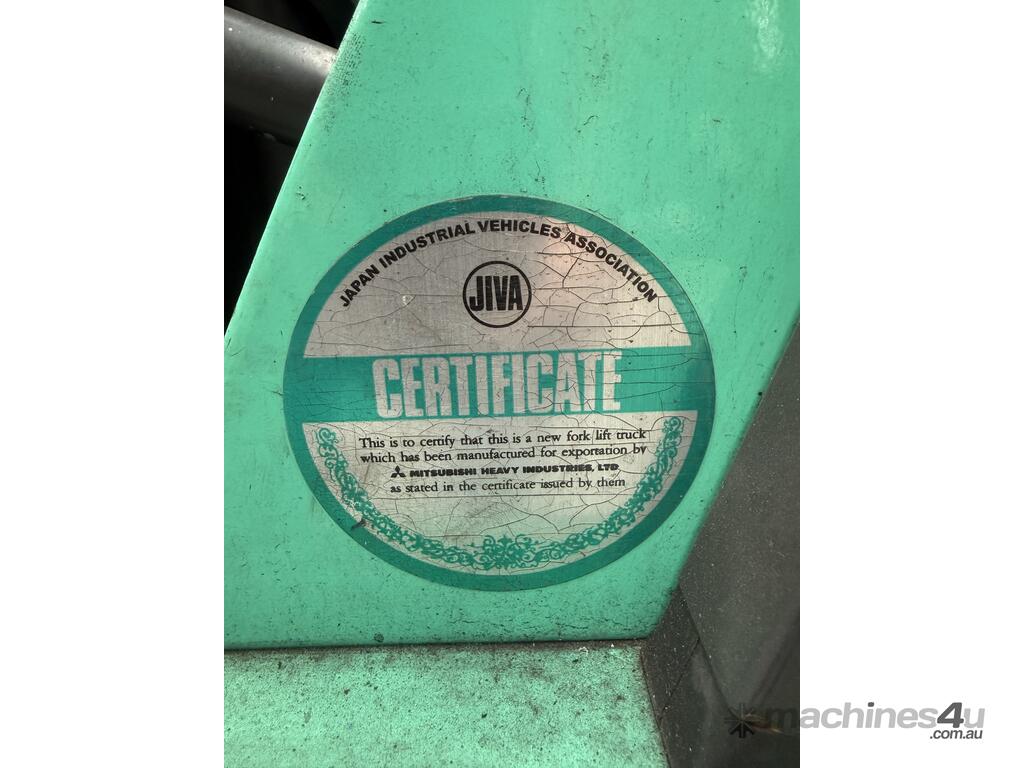 JAPAN INDUSTRIAL VEHICLES ASSOCIATION
JIVA
CERTIFICATE
This is to certify that this is a new fork lift truck
which has been manufactured for exportation by
MITSUBISHI HEAVY INDUSTRIES, LTD.
as stated in the certificate issued by them
machines4u
.com.au